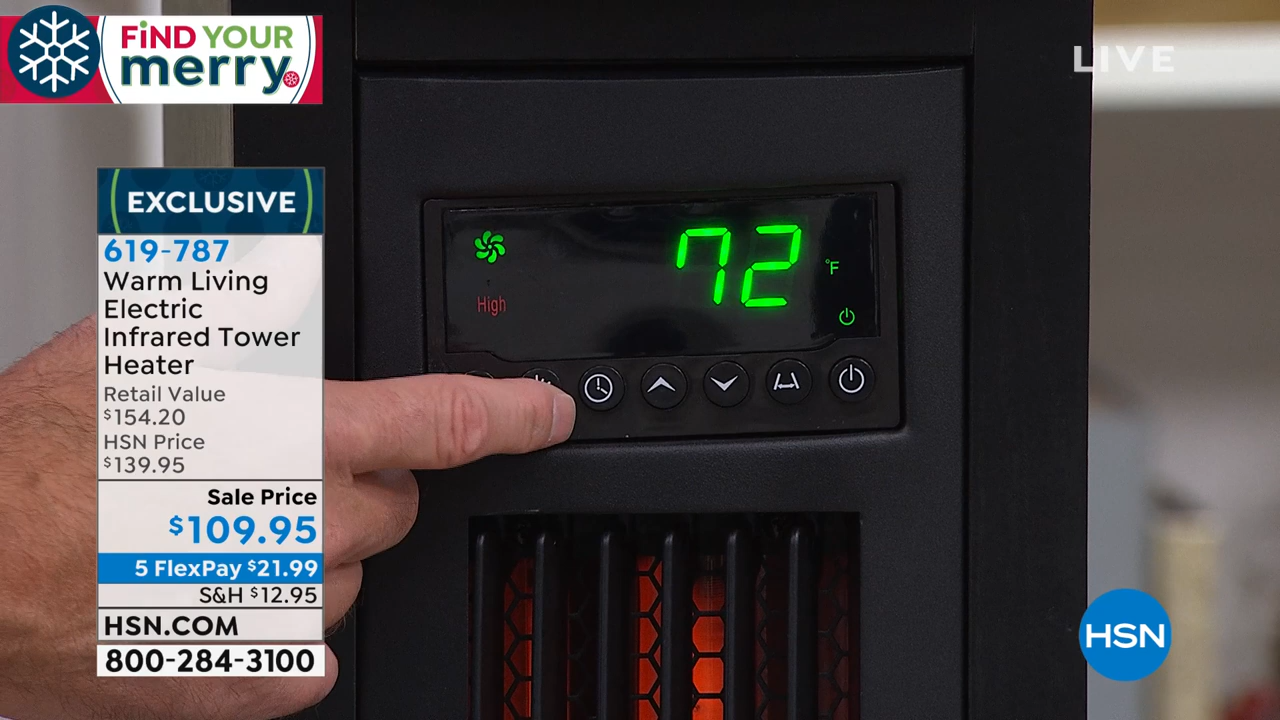 FiND YOUR
merry.
LIVE
EXCLUSIVE
619-787
Warm Living
Electric
Infrared Tower
Heater
Retail Value
$154.20
HSN Price
$139.95
Sale Price
$109.95
5 FlexPay $21.99
S&H $12.95
HSN.COM
800-284-3100
72
°F
High
HSN